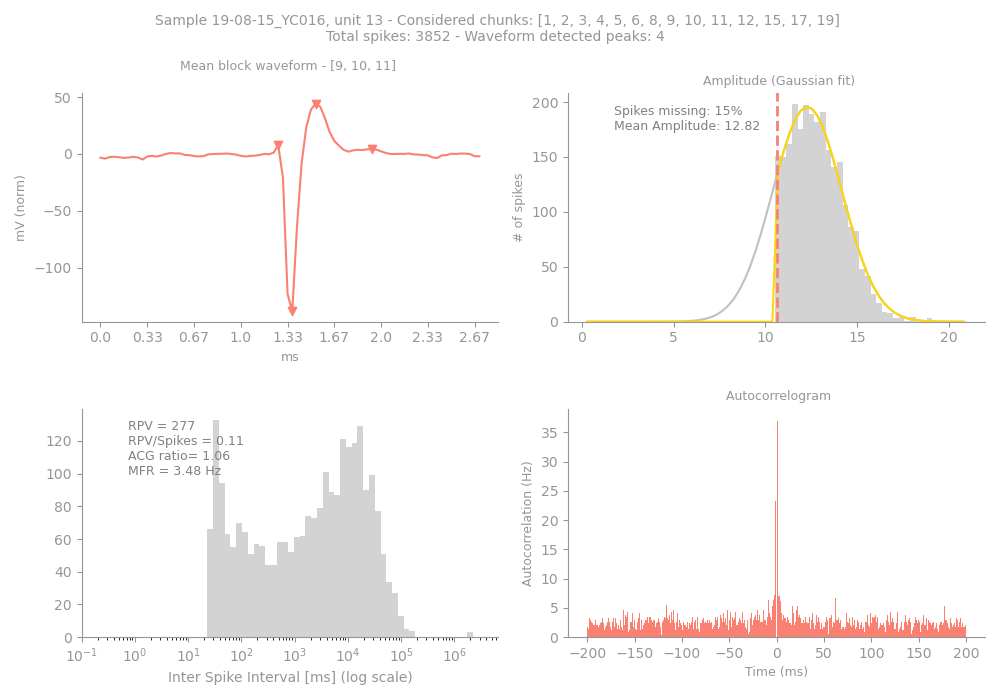 Sample 19-08-15_YC016, unit 13 - Considered chunks: [1, 2, 3, 4, 5, 6, 8, 9, 10, 11, 12, 15, 17, 19]
Total spikes: 3852 - Waveform detected peaks: 4
Mean block waveform - [9, 10, 11]
50
0
−50
−100
mV (norm)
0.0 0.33 0.67 1.0 1.33 1.67 2.0 2.33 2.67
ms
Amplitude (Gaussian fit)
Spikes missing: 15%
Mean Amplitude: 12.82
200
150
100
50
0
# of spikes
0 5 10 15 20
RPV = 277
RPV/Spikes = 0.11
ACG ratio= 1.06
MFR = 3.48 Hz
120
100
80
60
40
20
0
10⁻¹ 10⁰ 10¹ 10² 10³ 10⁴ 10⁵ 10⁶
Inter Spike Interval [ms] (log scale)
Autocorrelogram
35
30
25
20
15
10
5
0
Autocorrelation (Hz)
−200 −150 −100 −50 0 50 100 150 200
Time (ms)